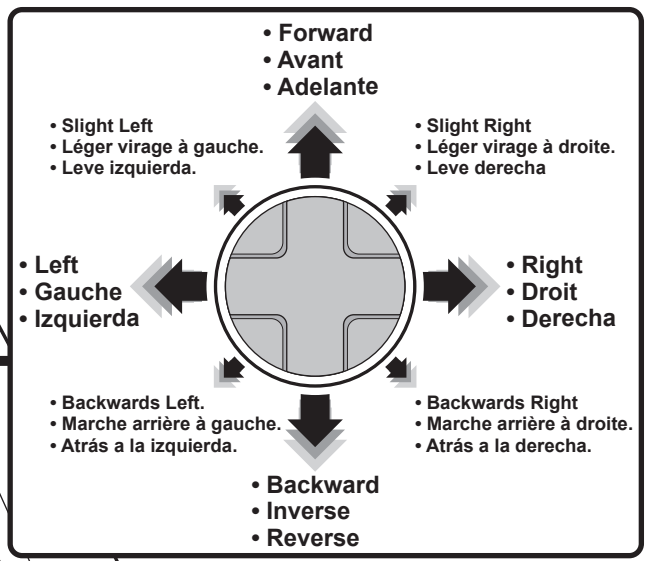 • Forward
• Avant
• Adelante
• Slight Left
• Léger virage à gauche.
• Leve izquierda.
• Slight Right
• Léger virage à droite.
• Leve derecha
• Left
• Gauche
• Izquierda
• Right
• Droit
• Derecha
• Backwards Left.
• Marche arrière à gauche.
• Atrás a la izquierda.
• Backwards Right
• Marche arrière à droite.
• Atrás a la derecha.
• Backward
• Inverse
• Reverse